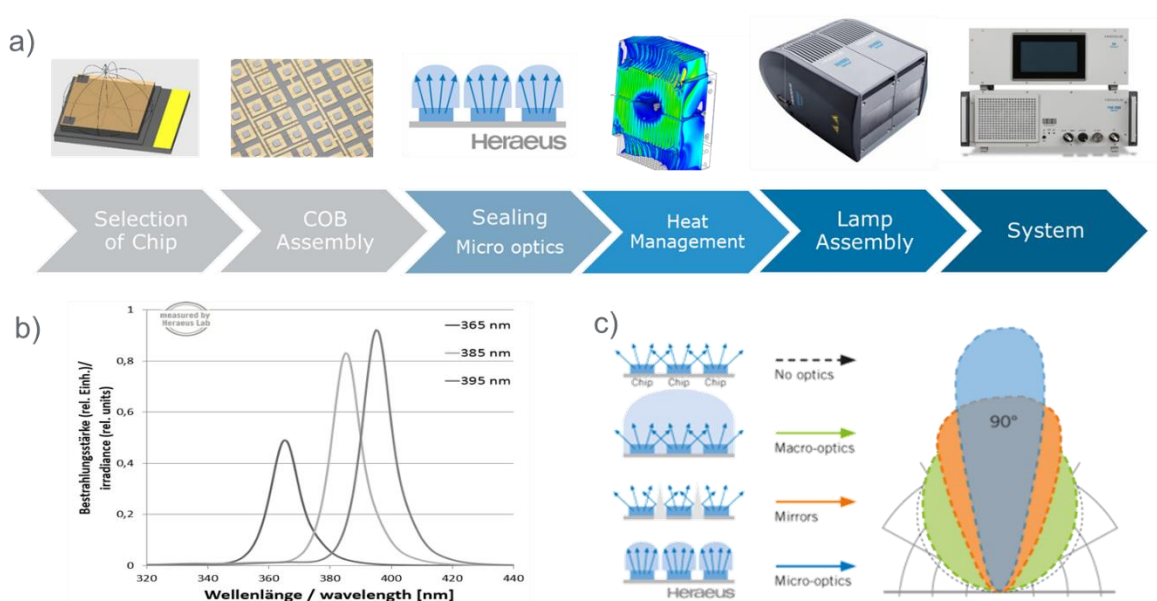 a)
Heraeus
Selection
of Chip
COB
Assembly
Sealing
Micro optics
Heat
Management
Lamp
Assembly
System
b)
measured by
Heraeus Lab
Bestrahlungsstärke (rel. Einh.)/
irradiance (rel. units)
1
0,8
0,6
0,4
0,2
0
365 nm
385 nm
395 nm
320
340
360
380
400
420
440
Wellenlänge / wavelength [nm]
c)
Chip Chip Chip
No optics
Macro-optics
Mirrors
Micro-optics
Heraeus
90°